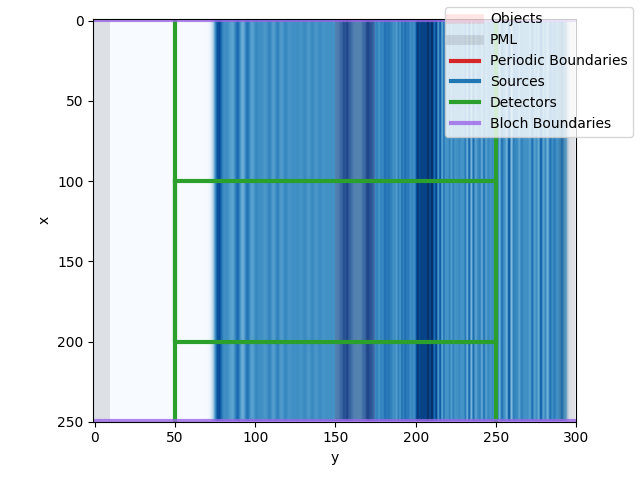 Objects
PML
Periodic Boundaries
Sources
Detectors
Bloch Boundaries
0
50
100
150
200
250
x
0
50
100
150
200
250
300
y